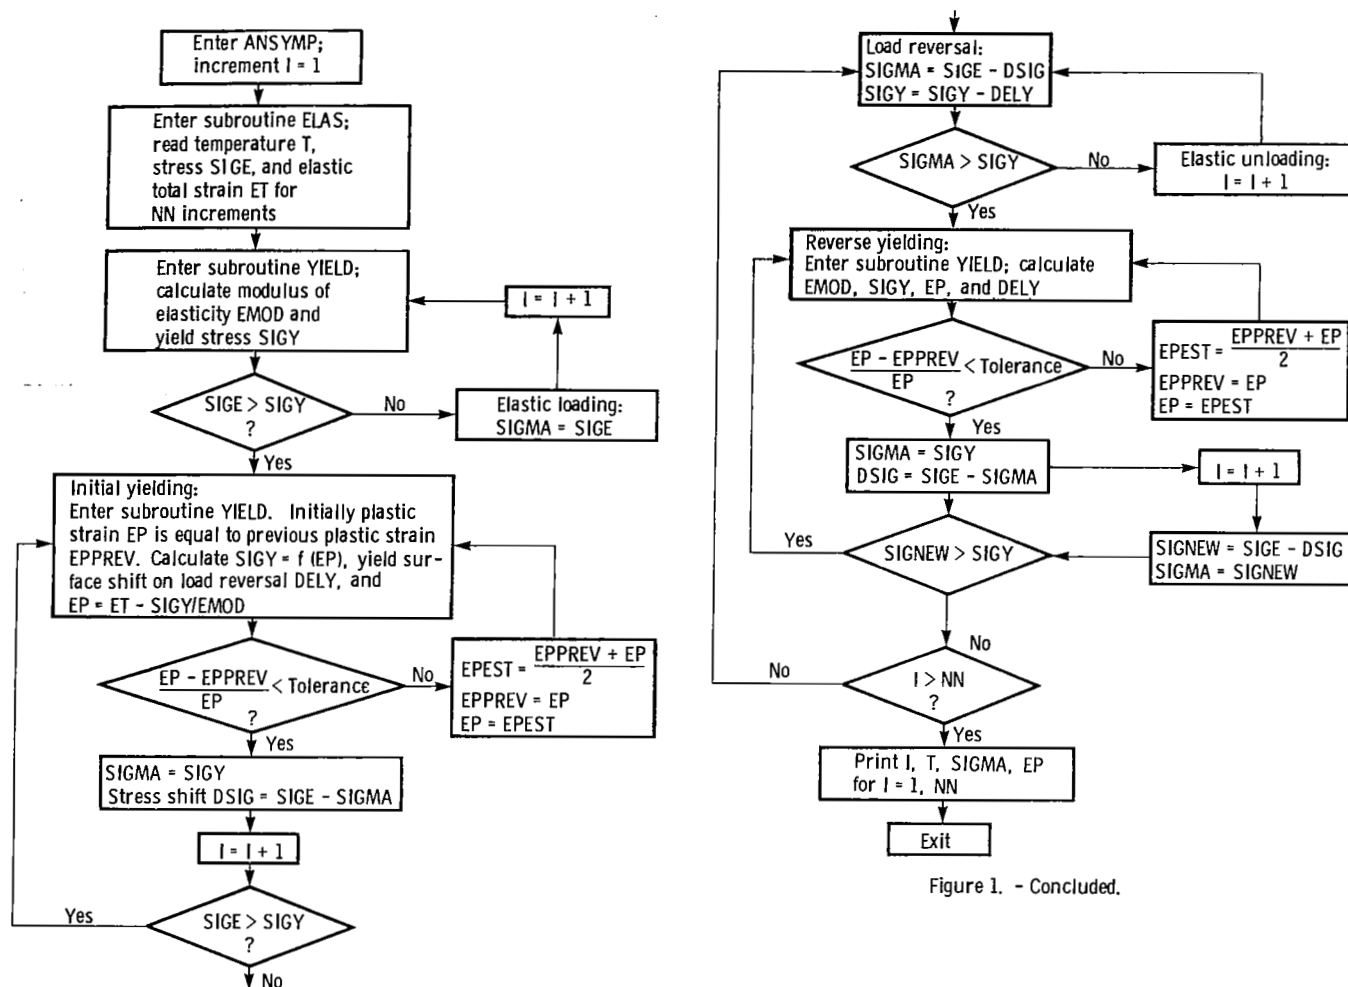 Enter ANSYMP;
increment I = 1
Enter subroutine ELAS;
read temperature T,
stress SIGE, and elastic
total strain ET for
NN increments
Enter subroutine YIELD;
calculate modulus of
elasticity EMOD and
yield stress SIGY
I = I + 1
SIGE > SIGY
?
No
Elastic loading:
SIGMA = SIGE
Yes
Initial yielding:
Enter subroutine YIELD. Initially plastic
strain EP is equal to previous plastic strain
EPPREV. Calculate SIGY = f (EP), yield sur-
face shift on load reversal DELY, and
EP = ET - SIGY/EMOD
EP - EPPREV
EP
< Tolerance
?
No
EPEST =
EPPREV + EP
2
EPPREV = EP
EP = EPEST
Yes
SIGMA = SIGY
Stress shift DSIG = SIGE - SIGMA
I = I + 1
Yes
SIGE > SIGY
?
No
Load reversal:
SIGMA = SIGE - DSIG
SIGY = SIGY - DELY
SIGMA > SIGY
No
Elastic unloading:
I = I + 1
Yes
Reverse yielding:
Enter subroutine YIELD; calculate
EMOD, SIGY, EP, and DELY
EP - EPPREV
EP
< Tolerance
?
No
EPEST =
EPPREV + EP
2
EPPREV = EP
EP = EPEST
Yes
SIGMA = SIGY
DSIG = SIGE - SIGMA
I = I + 1
Yes
SIGNEW > SIGY
SIGNEW = SIGE - DSIG
SIGMA = SIGNEW
No
No
I > NN
?
Yes
Print I, T, SIGMA, EP
for I = 1, NN
Exit
Figure 1. - Concluded.